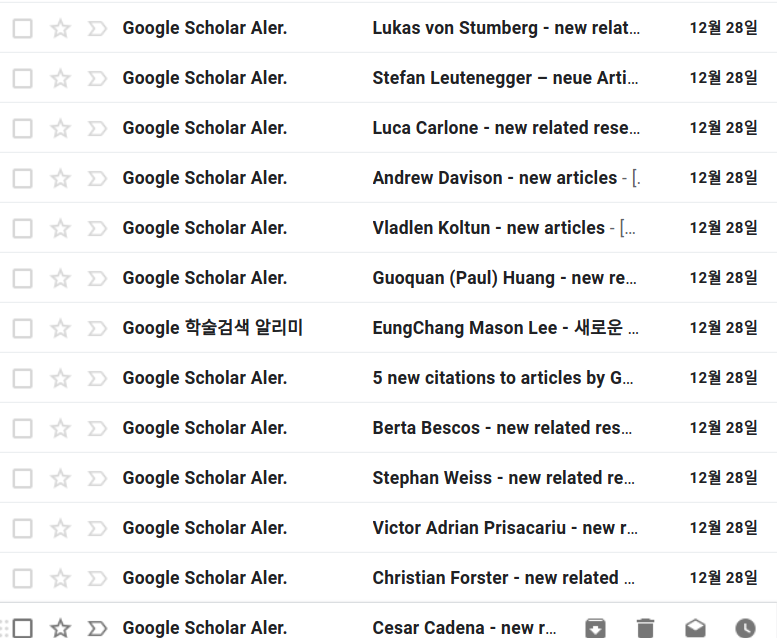 Google Scholar Aler. Lukas von Stumberg - new relat… 12월 28일
Google Scholar Aler. Stefan Leutenegger – neue Arti… 12월 28일
Google Scholar Aler. Luca Carlone - new related rese… 12월 28일
Google Scholar Aler. Andrew Davison - new articles - [. 12월 28일
Google Scholar Aler. Vladlen Koltun - new articles - [… 12월 28일
Google Scholar Aler. Guoquan (Paul) Huang - new re… 12월 28일
Google 학술검색 알리미 EungChang Mason Lee - 새로운 … 12월 28일
Google Scholar Aler. 5 new citations to articles by G… 12월 28일
Google Scholar Aler. Berta Bescos - new related res… 12월 28일
Google Scholar Aler. Stephan Weiss - new related re… 12월 28일
Google Scholar Aler. Victor Adrian Prisacariu - new r… 12월 28일
Google Scholar Aler. Christian Forster - new related … 12월 28일
Google Scholar Aler. Cesar Cadena - new r…